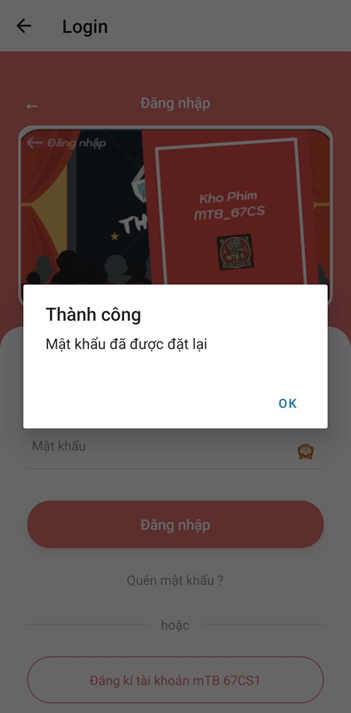 Login
Đăng nhập
Đăng nhập
Kho Phim
MTB_67CS
Thành công
Mật khẩu đã được đặt lại
OK
Mật khẩu
Đăng nhập
Quên mật khẩu ?
hoặc
Đăng kí tài khoản mTB 67CS1